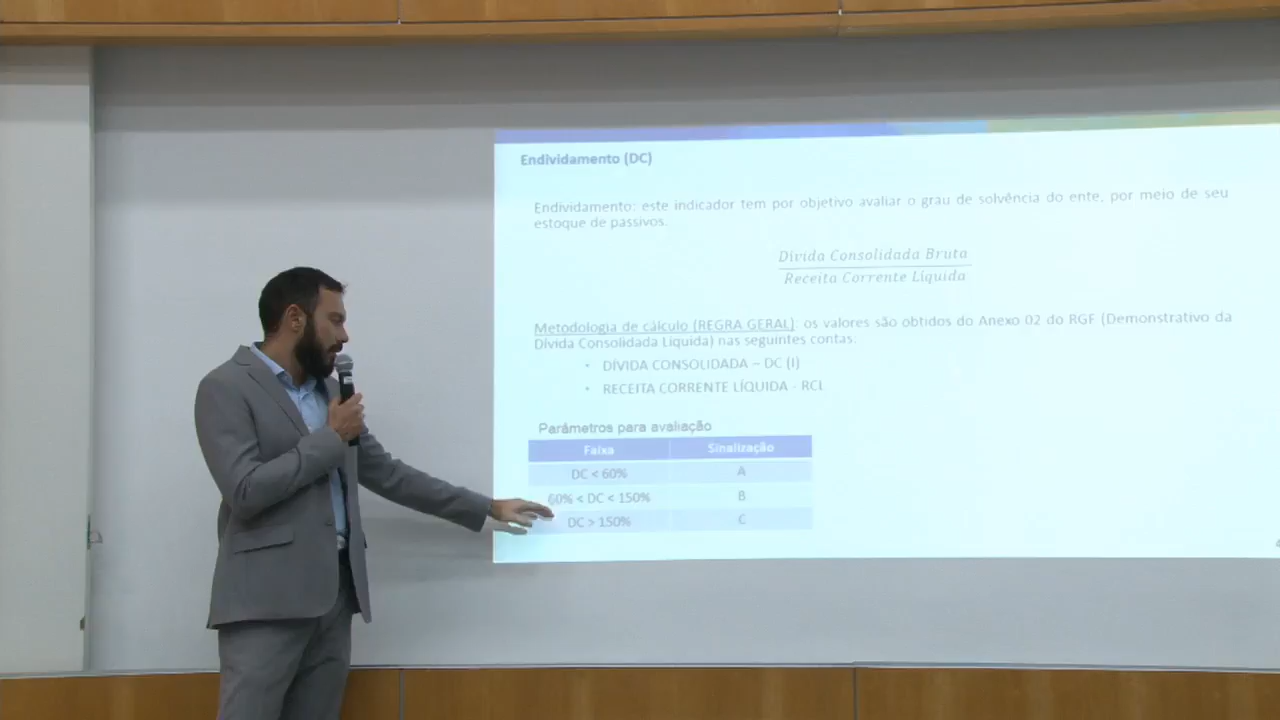 Endividamento (DC)
Endividamento: este indicador tem por objetivo avaliar o grau de solvência do ente, por meio de seu
estoque de passivos.
Dívida Consolidada Bruta
Receita Corrente Líquida
Metodologia de cálculo (REGRA GERAL): os valores são obtidos do Anexo 02 do RGF (Demonstrativo da
Dívida Consolidada Líquida) nas seguintes contas:
• DÍVIDA CONSOLIDADA – DC (I)
• RECEITA CORRENTE LÍQUIDA - RCL
Parâmetros para avaliação
Faixa Sinalização
DC < 60% A
60% < DC < 150% B
DC > 150% C